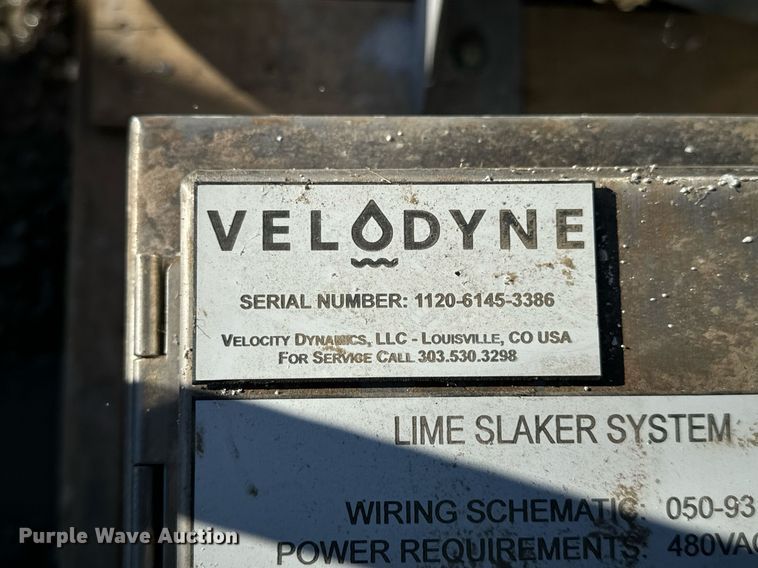 VELODYNE
SERIAL NUMBER: 1120-6145-3386
VELOCITY DYNAMICS, LLC - LOUISVILLE, CO USA
FOR SERVICE CALL 303.530.3298
LIME SLAKER SYSTEM
WIRING SCHEMATIC: 050-93
POWER REQUIREMENTS: 480VAC
Purple Wave Auction